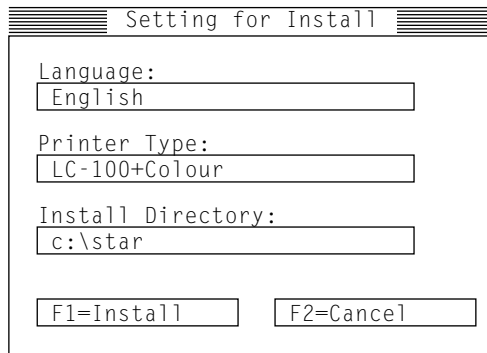 Setting for Install
Language:
English
Printer Type:
LC-100+Colour
Install Directory:
c:\star
F1=Install F2=Cancel